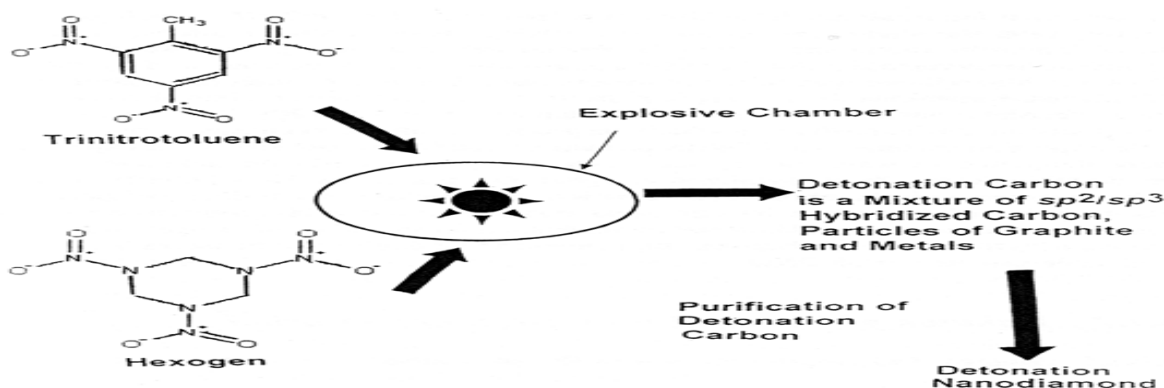 O
N⁺
O⁻
CH₃
O
N⁺
O⁻
N⁺
O⁻
O
Trinitrotoluene
Explosive Chamber
Detonation Carbon
is a Mixture of sp²/sp³
Hybridized Carbon,
Particles of Graphite
and Metals
O
N⁺
O⁻
N
N
O
N⁺
O⁻
N
N⁺
O⁻
O
Hexogen
Purification of
Detonation
Carbon
Detonation
Nanodiamond